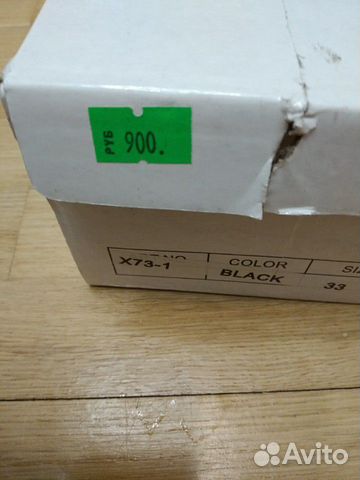 РУБ 900.
COLOR
X73-1 BLACK 33
Avito